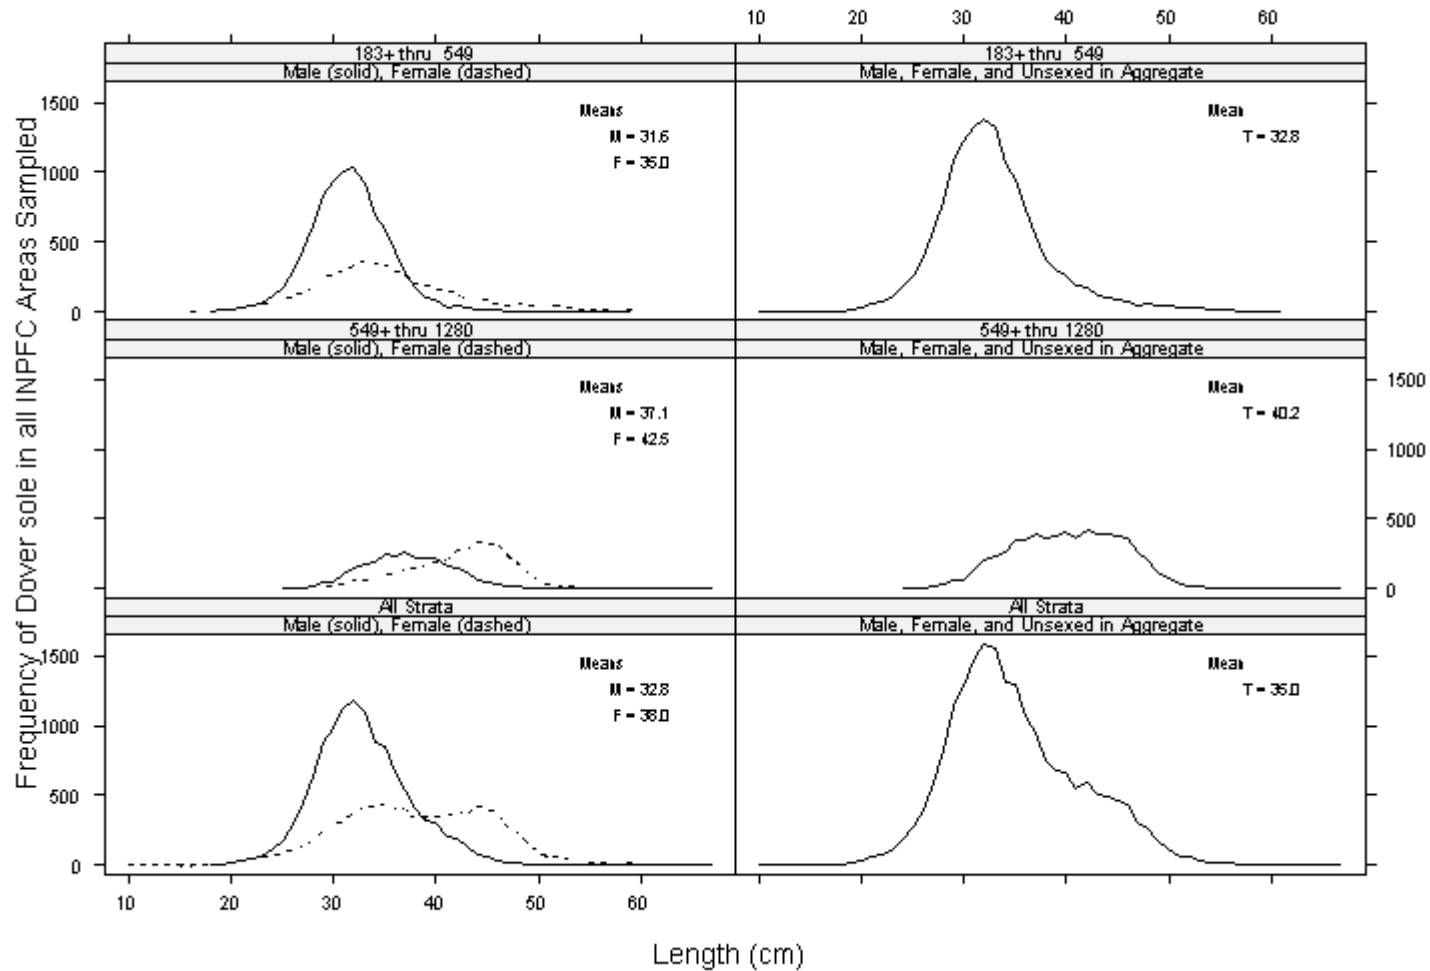 10 20 30 40 50 60
183+ thru 549
183+ thru 549
Male (solid), Female (dashed)
Male, Female, and Unsexed in Aggregate
Frequency of Dover sole in all INPFC Areas Sampled
1500
1000
500
0
Means
M = 31.6
F = 35.0
Mean
T = 32.8
549+ thru 1280
549+ thru 1280
Male (solid), Female (dashed)
Male, Female, and Unsexed in Aggregate
Means
M = 37.1
F = 42.5
Mean
T = 40.2
1500
1000
500
0
All Strata
All Strata
Male (solid), Female (dashed)
Male, Female, and Unsexed in Aggregate
1500
1000
500
0
Means
M = 32.8
F = 38.0
Mean
T = 35.0
10 20 30 40 50 60
Length (cm)